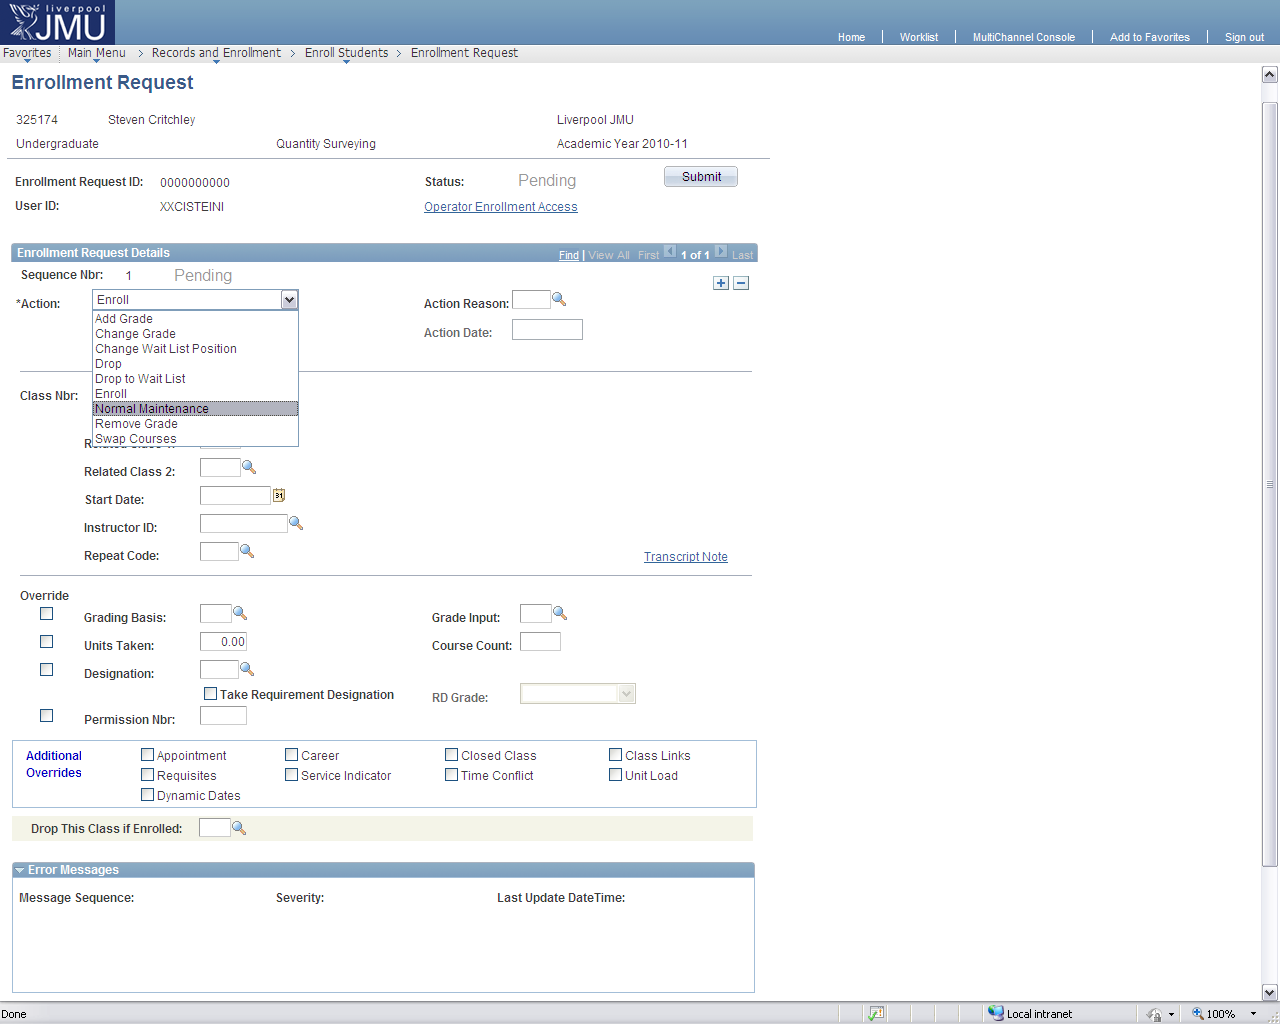 liverpool
JMU
Home | Worklist | MultiChannel Console | Add to Favorites | Sign out
Favorites Main Menu > Records and Enrollment > Enroll Students > Enrollment Request
Enrollment Request
325174 Steven Critchley Liverpool JMU
Undergraduate Quantity Surveying Academic Year 2010-11
Enrollment Request ID: 0000000000 Status: Pending Submit
User ID: XXCISTEINI Operator Enrollment Access
Enrollment Request Details Find | View All First 1 of 1 Last
Sequence Nbr: 1 Pending
*Action: Enroll Action Reason:
Add Grade
Change Grade Action Date:
Change Wait List Position
Drop
Drop to Wait List
Enroll
Class Nbr:
Normal Maintenance
Remove Grade
Swap Courses
Related Class 2:
Start Date: 31
Instructor ID:
Repeat Code: Transcript Note
Override
Grading Basis: Grade Input:
Units Taken: 0.00 Course Count:
Designation:
Take Requirement Designation RD Grade:
Permission Nbr:
Additional Overrides Appointment Career Closed Class Class Links
Requisites Service Indicator Time Conflict Unit Load
Dynamic Dates
Drop This Class if Enrolled:
Error Messages
Message Sequence: Severity: Last Update DateTime:
Done Local intranet 100%